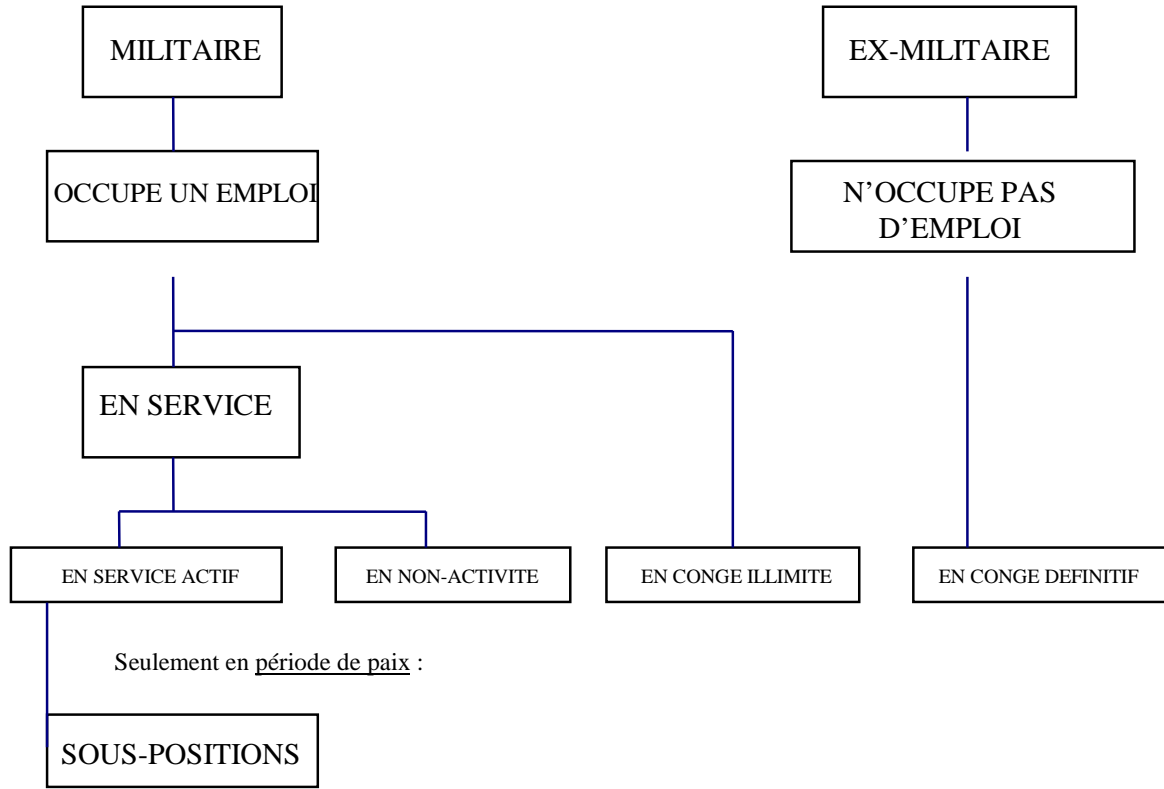 MILITAIRE
EX-MILITAIRE
OCCUPE UN EMPLOI
N’OCCUPE PAS
D’EMPLOI
EN SERVICE
EN SERVICE ACTIF
EN NON-ACTIVITE
EN CONGE ILLIMITE
EN CONGE DEFINITIF
Seulement en période de paix :
SOUS-POSITIONS